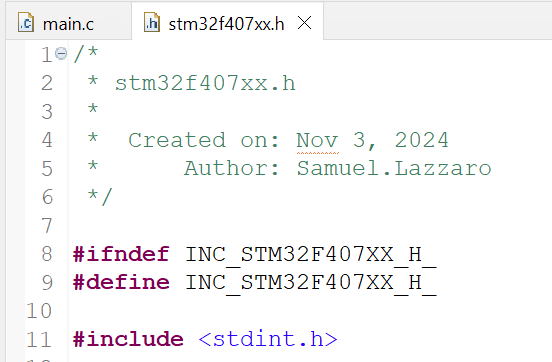 main.c stm32f407xx.h
1 /*
2 * stm32f407xx.h
3 *
4 * Created on: Nov 3, 2024
5 * Author: Samuel.Lazzaro
6 */
7
8 #ifndef INC_STM32F407XX_H_
9 #define INC_STM32F407XX_H_
10
11 #include <stdint.h>